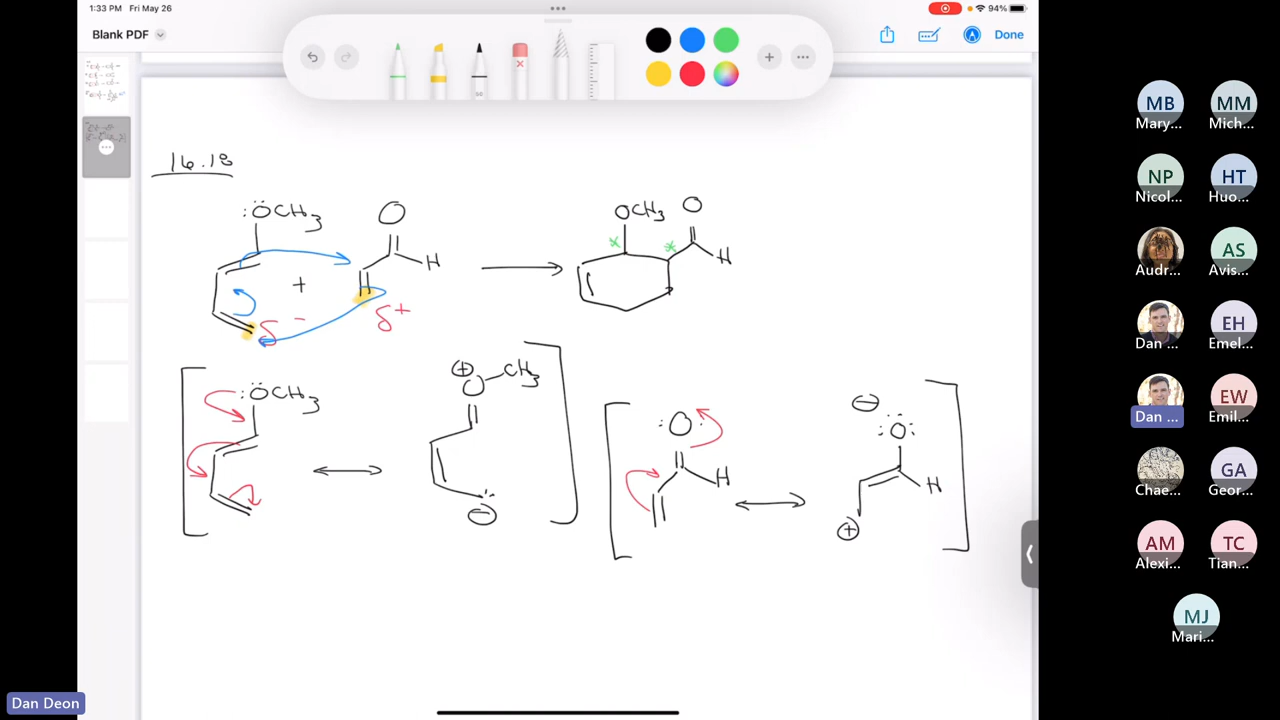 1:33 PM Fri May 26
94%
Blank PDF
Done
16.18
:ÖCH3
O
H
+
δ -
δ+
OCH3
O
H
:ÖCH3
⊕
O CH3
⊖
:O:
H
⊖
:Ö:
H
⊕
MB
Mary...
MM
Mich...
NP
Nicol...
HT
Huo...
Audr...
AS
Avis...
Dan ...
EH
Emel...
Dan ...
EW
Emil...
Chae...
GA
Geor...
AM
Alexi...
TC
Tian...
MJ
Mari...
Dan Deon